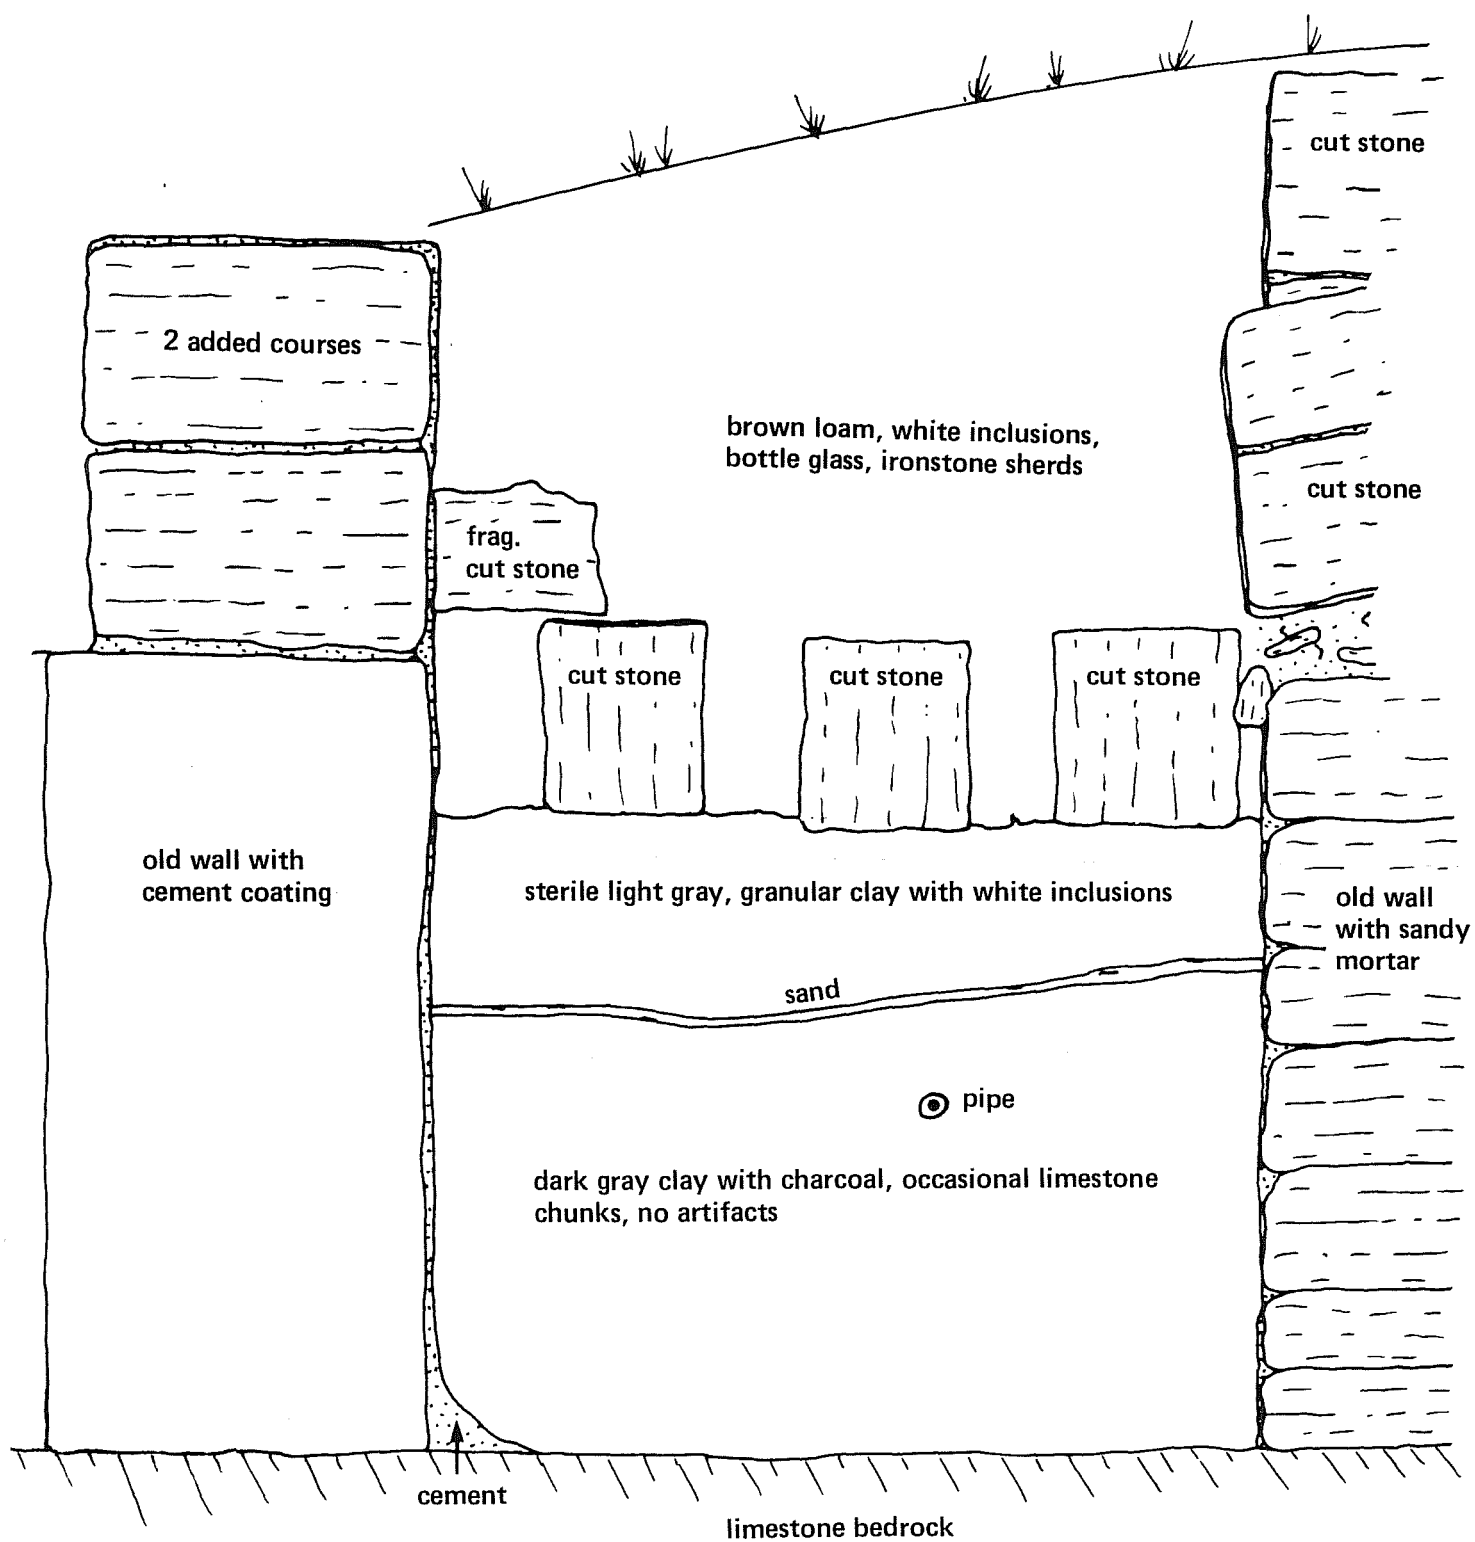 cut stone
2 added courses
brown loam, white inclusions,
bottle glass, ironstone sherds
cut stone
frag.
cut stone
cut stone
cut stone
cut stone
old wall with
cement coating
sterile light gray, granular clay with white inclusions
old wall
with sandy
mortar
sand
pipe
dark gray clay with charcoal, occasional limestone
chunks, no artifacts
cement
limestone bedrock